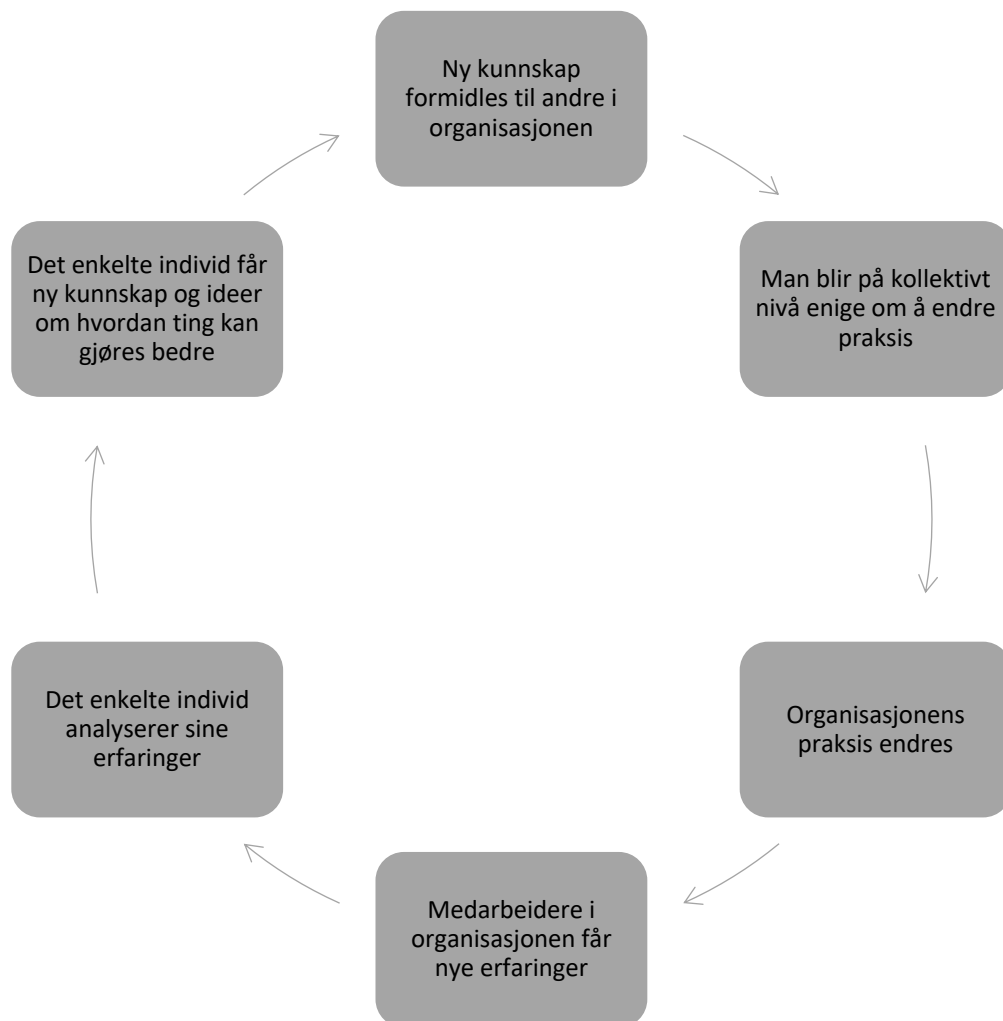 Ny kunnskap
formidles til andre i
organisasjonen
Man blir på kollektivt
nivå enige om å endre
praksis
Organisasjonens
praksis endres
Medarbeidere i
organisasjonen får
nye erfaringer
Det enkelte individ
analyserer sine
erfaringer
Det enkelte individ får
ny kunnskap og ideer
om hvordan ting kan
gjøres bedre